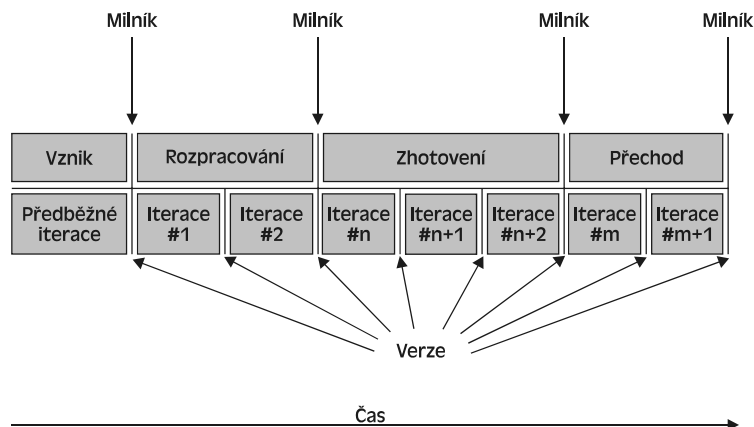 Milník Milník Milník Milník
Vznik Rozpracování Zhotovení Přechod
Předběžné iterace Iterace #1 Iterace #2 Iterace #n Iterace #n+1 Iterace #n+2 Iterace #m Iterace #m+1
Verze
Čas